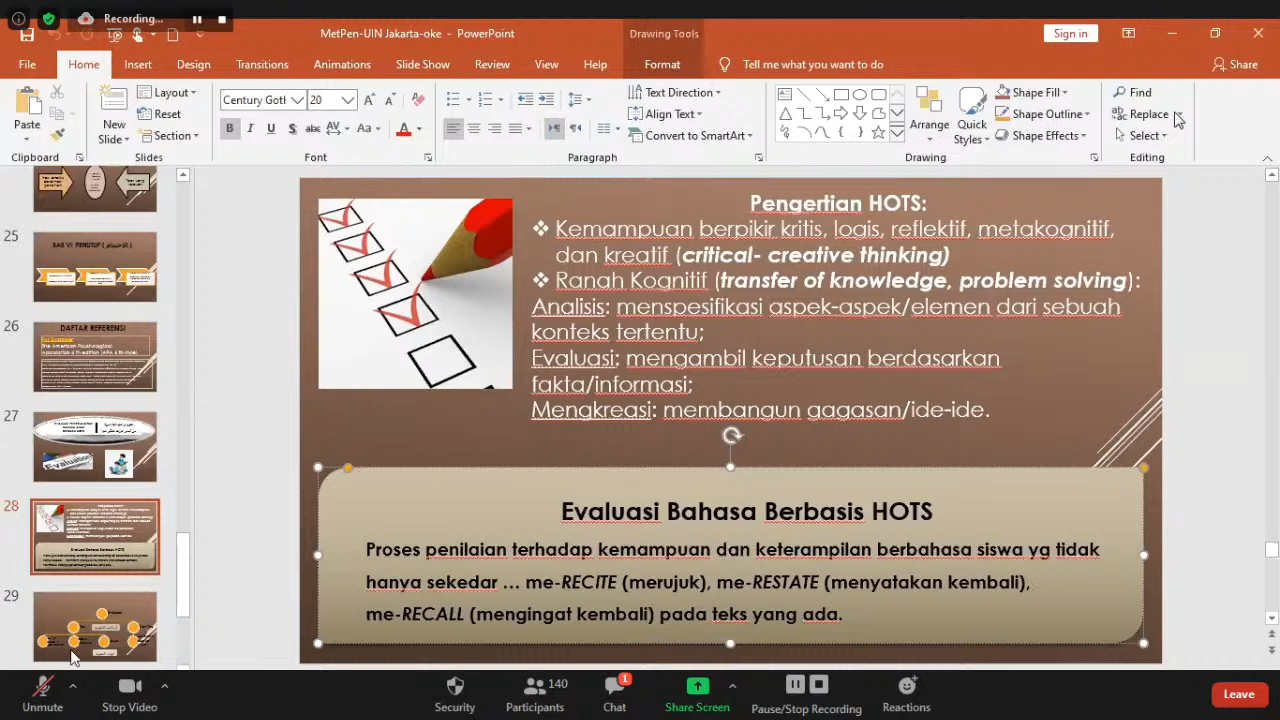 Recording...
MetPen-UIN Jakarta-oke - PowerPoint
Drawing Tools
Sign in
File Home Insert Design Transitions Animations Slide Show Review View Help Format Tell me what you want to do Share
Paste
Clipboard
New Slide
Layout
Reset
Section
Slides
Century Goth 20
B I U S abc AV Aa A
Font
Text Direction
Align Text
Convert to SmartArt
Paragraph
Arrange
Quick Styles
Shape Fill
Shape Outline
Shape Effects
Drawing
Find
Replace
Select
Editing
25
26
DAFTAR REFERENSI
27
28
29
Pengertian HOTS:
❖ Kemampuan berpikir kritis, logis, reflektif, metakognitif,
dan kreatif (critical- creative thinking)
❖ Ranah Kognitif (transfer of knowledge, problem solving):
Analisis: menspesifikasi aspek-aspek/elemen dari sebuah
konteks tertentu;
Evaluasi: mengambil keputusan berdasarkan
fakta/informasi;
Mengkreasi: membangun gagasan/ide-ide.
Evaluasi Bahasa Berbasis HOTS
Proses penilaian terhadap kemampuan dan keterampilan berbahasa siswa yg tidak
hanya sekedar ... me-RECITE (merujuk), me-RESTATE (menyatakan kembali),
me-RECALL (mengingat kembali) pada teks yang ada.
Unmute
Stop Video
Security
Participants 140
Chat 1
Share Screen
Pause/Stop Recording
Reactions
Leave